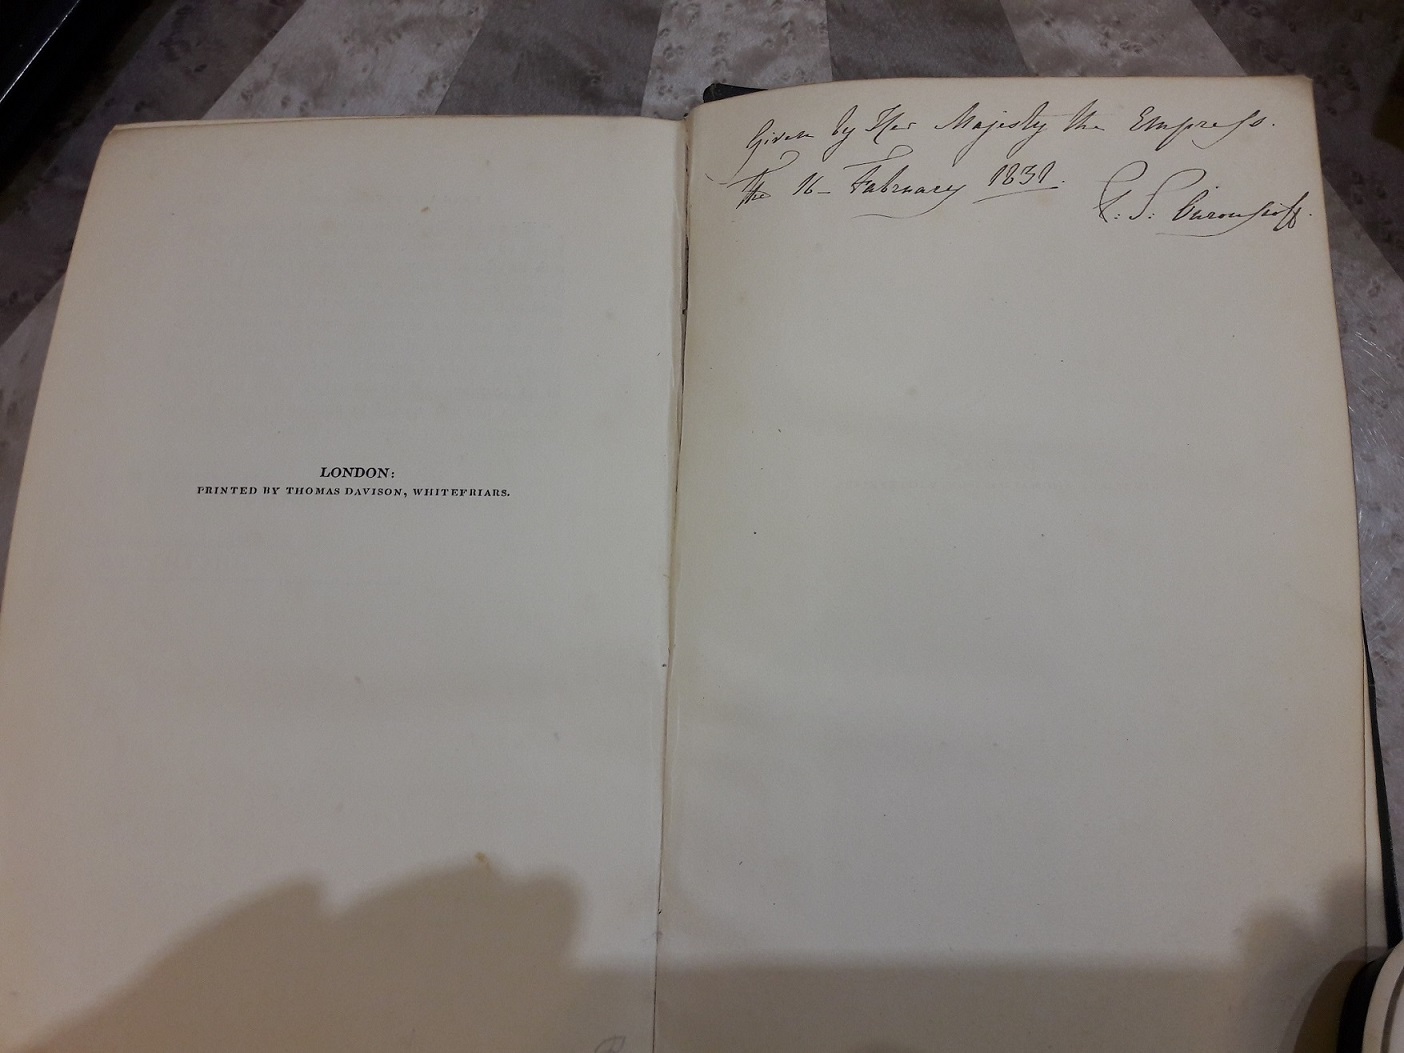 LONDON:
PRINTED BY THOMAS DAVISON, WHITEFRIARS.
Given by Her Majesty the Empress.
The 16 – February 1831.
S: